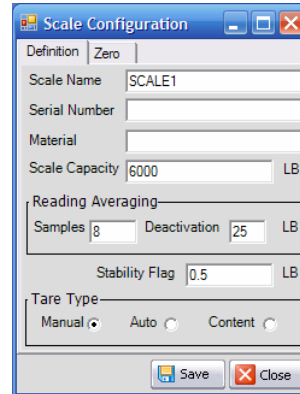 Scale Configuration
Definition Zero
Scale Name SCALE1
Serial Number
Material
Scale Capacity 6000 LB
Reading Averaging
Samples 8 Deactivation 25 LB
Stability Flag 0.5 LB
Tare Type
Manual Auto Content
Save Close